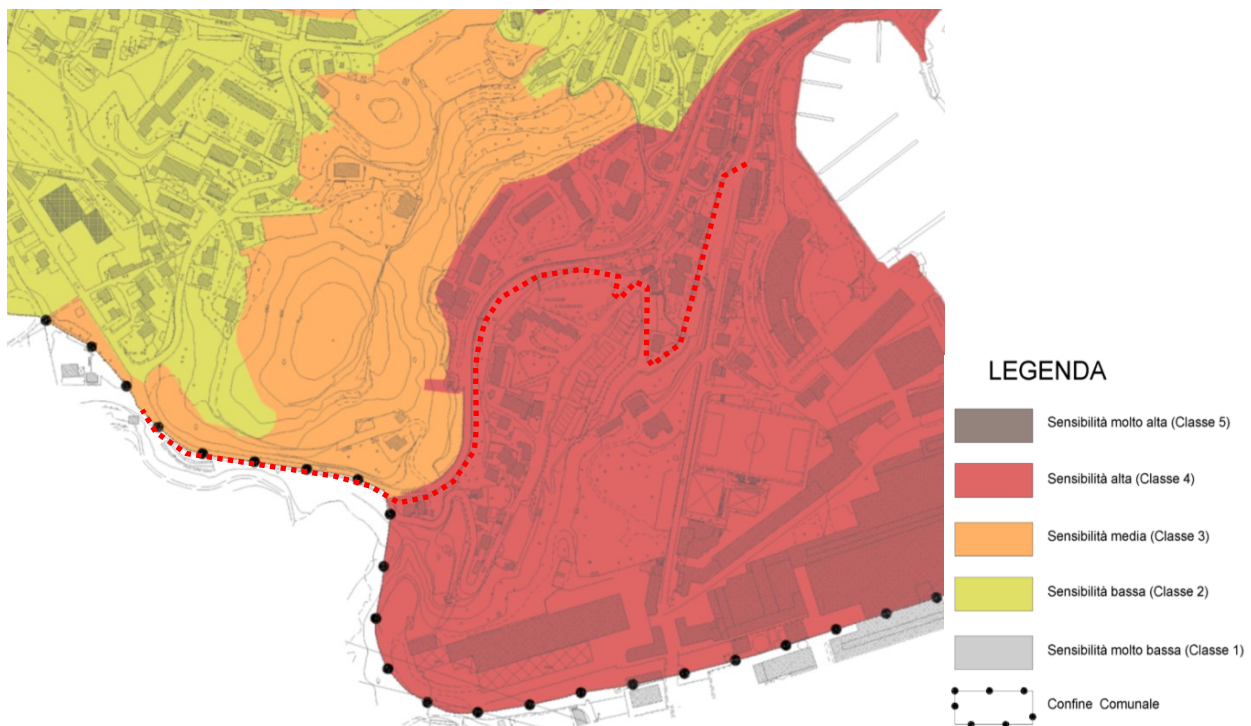 LEGENDA
Sensibilità molto alta (Classe 5)
Sensibilità alta (Classe 4)
Sensibilità media (Classe 3)
Sensibilità bassa (Classe 2)
Sensibilità molto bassa (Classe 1)
Confine Comunale